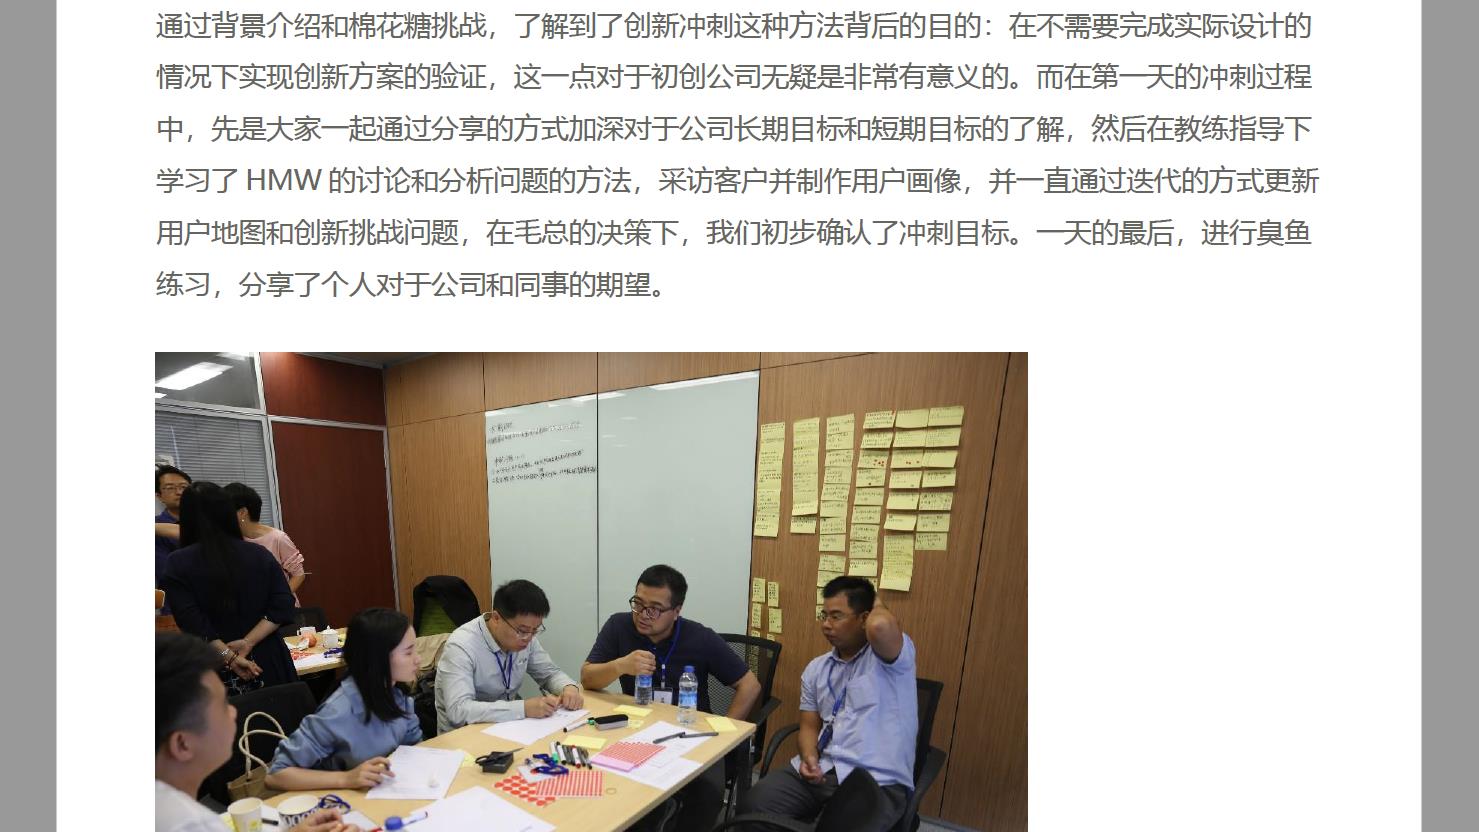 通过背景介绍和棉花糖挑战，了解到了创新冲刺这种方法背后的目的：在不需要完成实际设计的
情况下实现创新方案的验证，这一点对于初创公司无疑是非常有意义的。而在第一天的冲刺过程
中，先是大家一起通过分享的方式加深对于公司长期目标和短期目标的了解，然后在教练指导下
学习了 HMW 的讨论和分析问题的方法，采访客户并制作用户画像，并一直通过迭代的方式更新
用户地图和创新挑战问题，在毛总的决策下，我们初步确认了冲刺目标。一天的最后，进行臭鱼
练习，分享了个人对于公司和同事的期望。